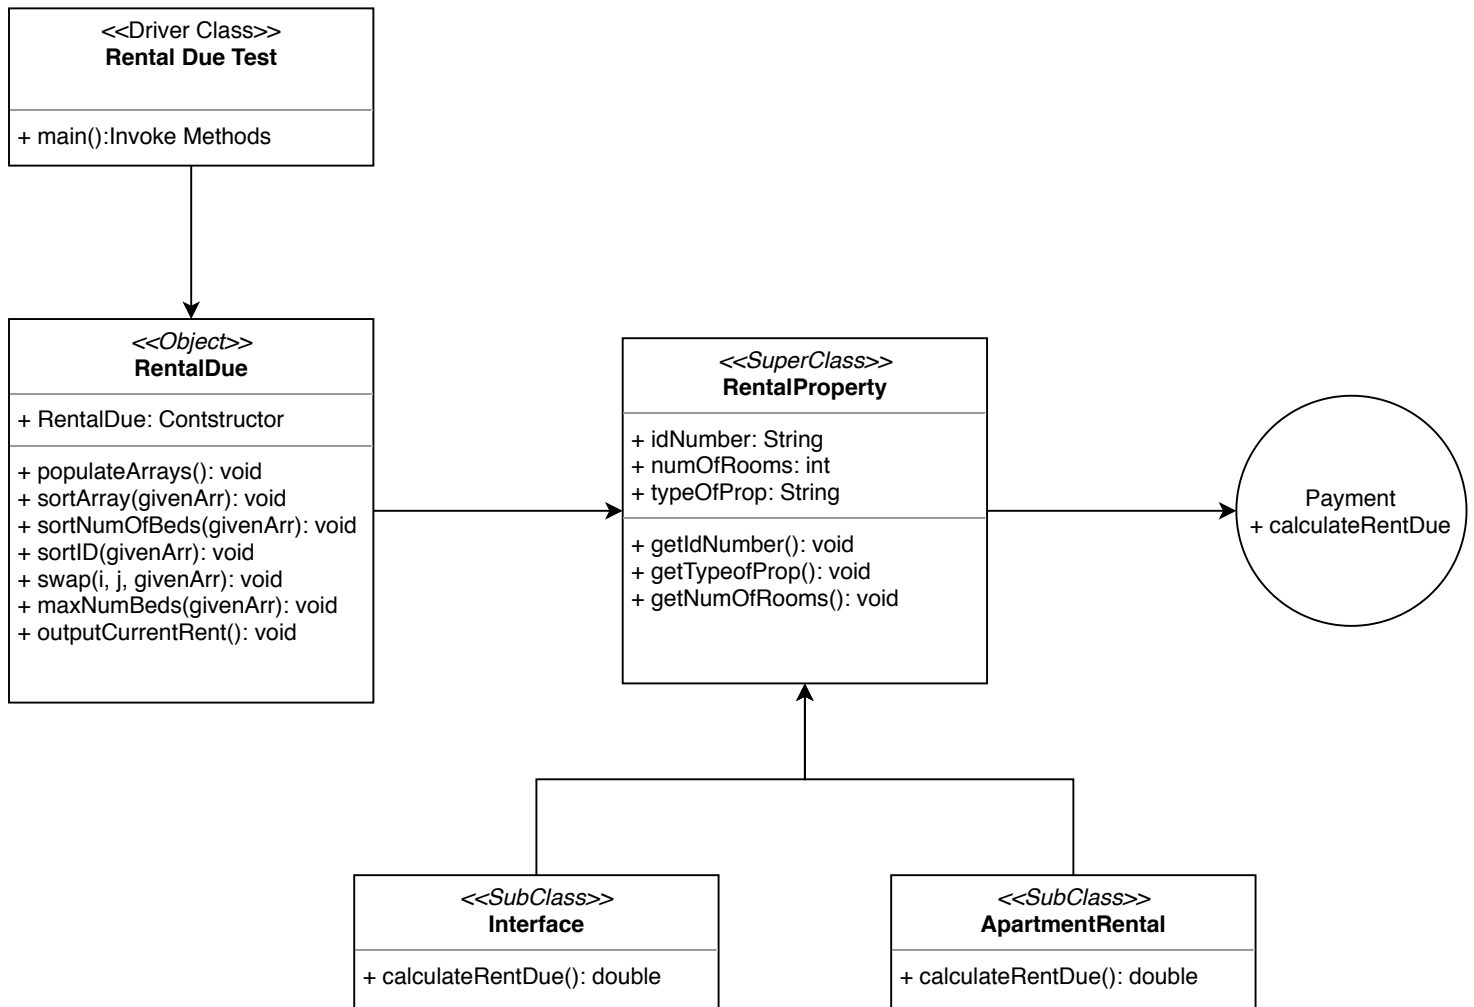 <<Driver Class>>
Rental Due Test
+ main():Invoke Methods
<<Object>>
RentalDue
+ RentalDue: Contstructor
+ populateArrays(): void
+ sortArray(givenArr): void
+ sortNumOfBeds(givenArr): void
+ sortID(givenArr): void
+ swap(i, j, givenArr): void
+ maxNumBeds(givenArr): void
+ outputCurrentRent(): void
<<SuperClass>>
RentalProperty
+ idNumber: String
+ numOfRooms: int
+ typeOfProp: String
+ getIdNumber(): void
+ getTypeofProp(): void
+ getNumOfRooms(): void
Payment
+ calculateRentDue
<<SubClass>>
Interface
+ calculateRentDue(): double
<<SubClass>>
ApartmentRental
+ calculateRentDue(): double